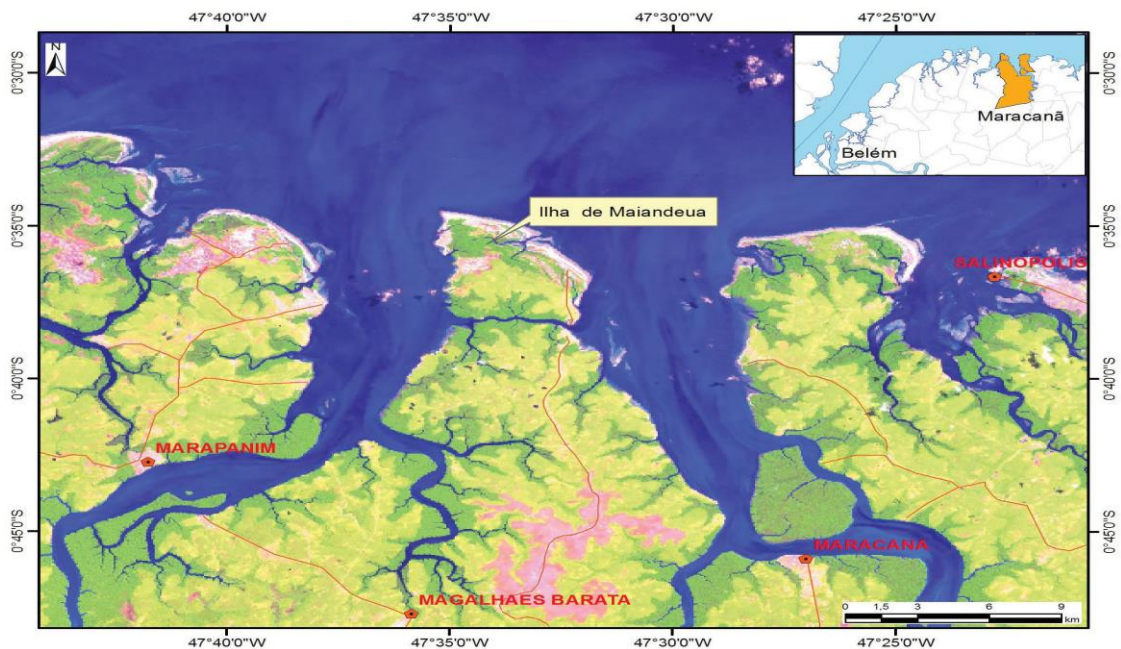 47°40'0"W 47°35'0"W 47°30'0"W 47°25'0"W
N
0°30'0"S 0°30'0"S
Maracanã
Belém
Ilha de Maiandeua
0°35'0"S 0°35'0"S
SALINOPOLIS
0°40'0"S 0°40'0"S
MARAPANIM
0°45'0"S 0°45'0"S
MARACANA
MAGALHAES BARATA
0 1,5 3 6 9
km
47°40'0"W 47°35'0"W 47°30'0"W 47°25'0"W